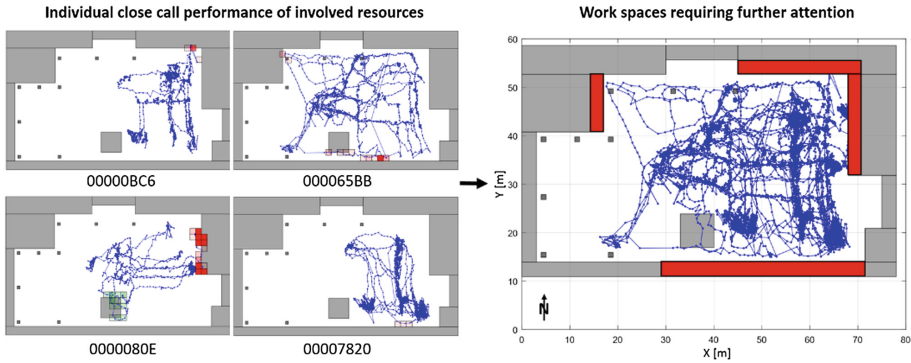 Individual close call performance of involved resources
Work spaces requiring further attention
00000BC6
000065BB
0000080E
00007820
60
50
40
30
20
10
0
Y [m]
N
0
10
20
30
40
50
60
70
80
X [m]